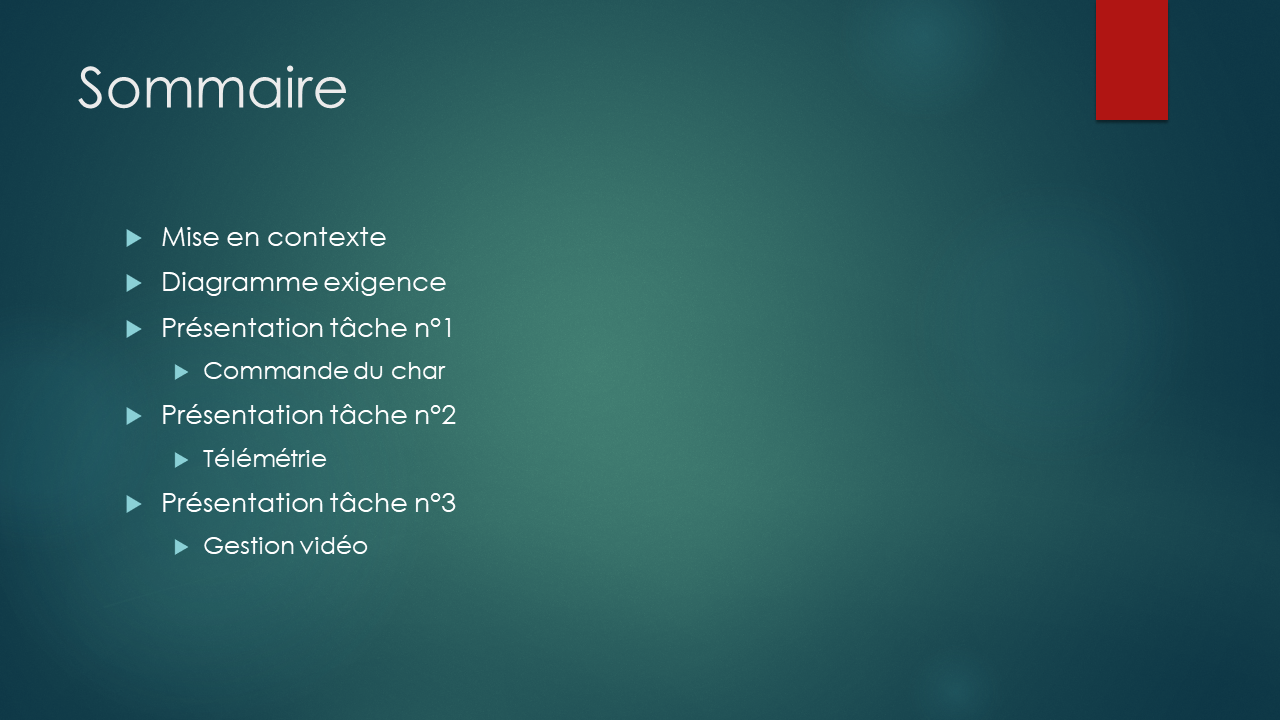 Sommaire
Mise en contexte
Diagramme exigence
Présentation tâche n°1
Commande du char
Présentation tâche n°2
Télémétrie
Présentation tâche n°3
Gestion vidéo